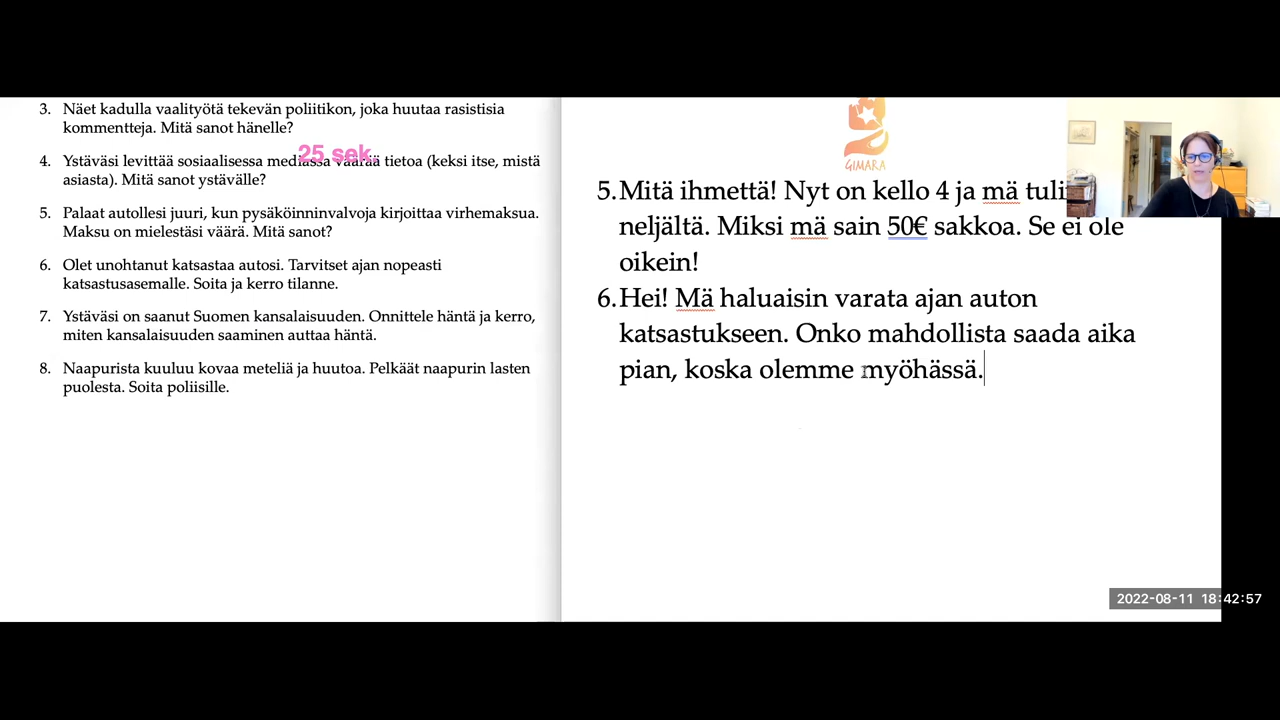 3. Näet kadulla vaalityötä tekevän poliitikon, joka huutaa rasistisia
kommentteja. Mitä sanot hänelle?
25 sek
4. Ystäväsi levittää sosiaalisessa mediassa väärää tietoa (keksi itse, mistä
asiasta). Mitä sanot ystävälle?
5. Palaat autollesi juuri, kun pysäköinninvalvoja kirjoittaa virhemaksua.
Maksu on mielestäsi väärä. Mitä sanot?
6. Olet unohtanut katsastaa autosi. Tarvitset ajan nopeasti
katsastusasemalle. Soita ja kerro tilanne.
7. Ystäväsi on saanut Suomen kansalaisuuden. Onnittele häntä ja kerro,
miten kansalaisuuden saaminen auttaa häntä.
8. Naapurista kuuluu kovaa meteliä ja huutoa. Pelkäät naapurin lasten
puolesta. Soita poliisille.
GIMARA
5. Mitä ihmettä! Nyt on kello 4 ja mä
neljältä. Miksi mä sain 50€ sakkoa. Se ei ole
oikein!
6. Hei! Mä haluaisin varata ajan auton
katsastukseen. Onko mahdollista saada aika
pian, koska olemme myöhässä.
2022-08-11 18:42:57